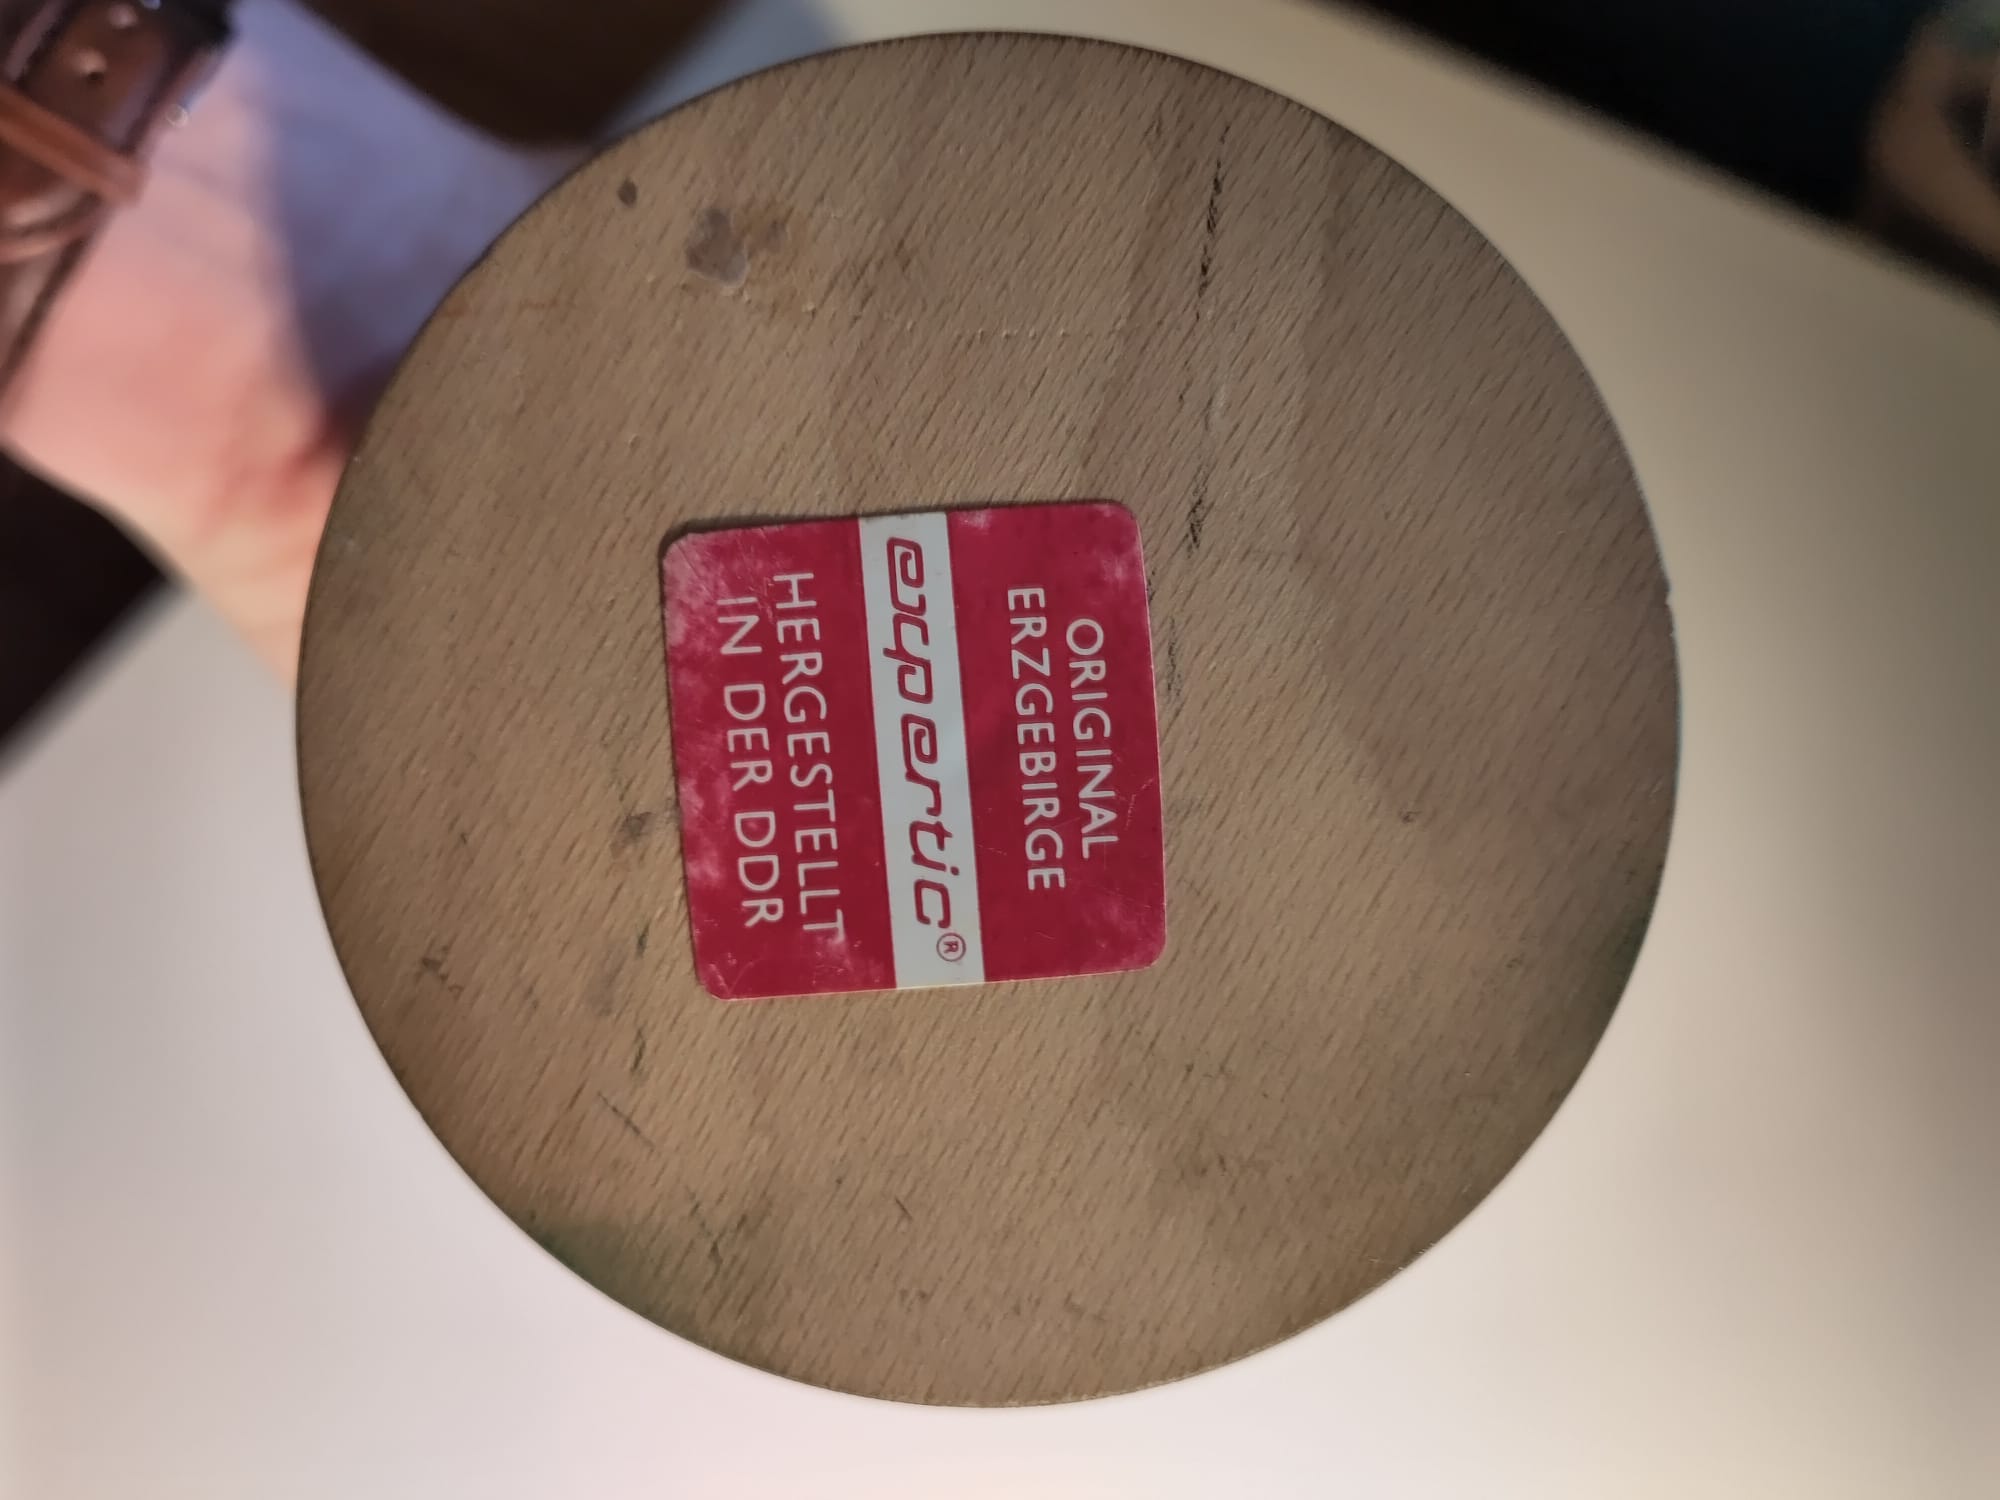 ORIGINAL
ERZGEBIRGE
expertic®
HERGESTELLT
IN DER DDR